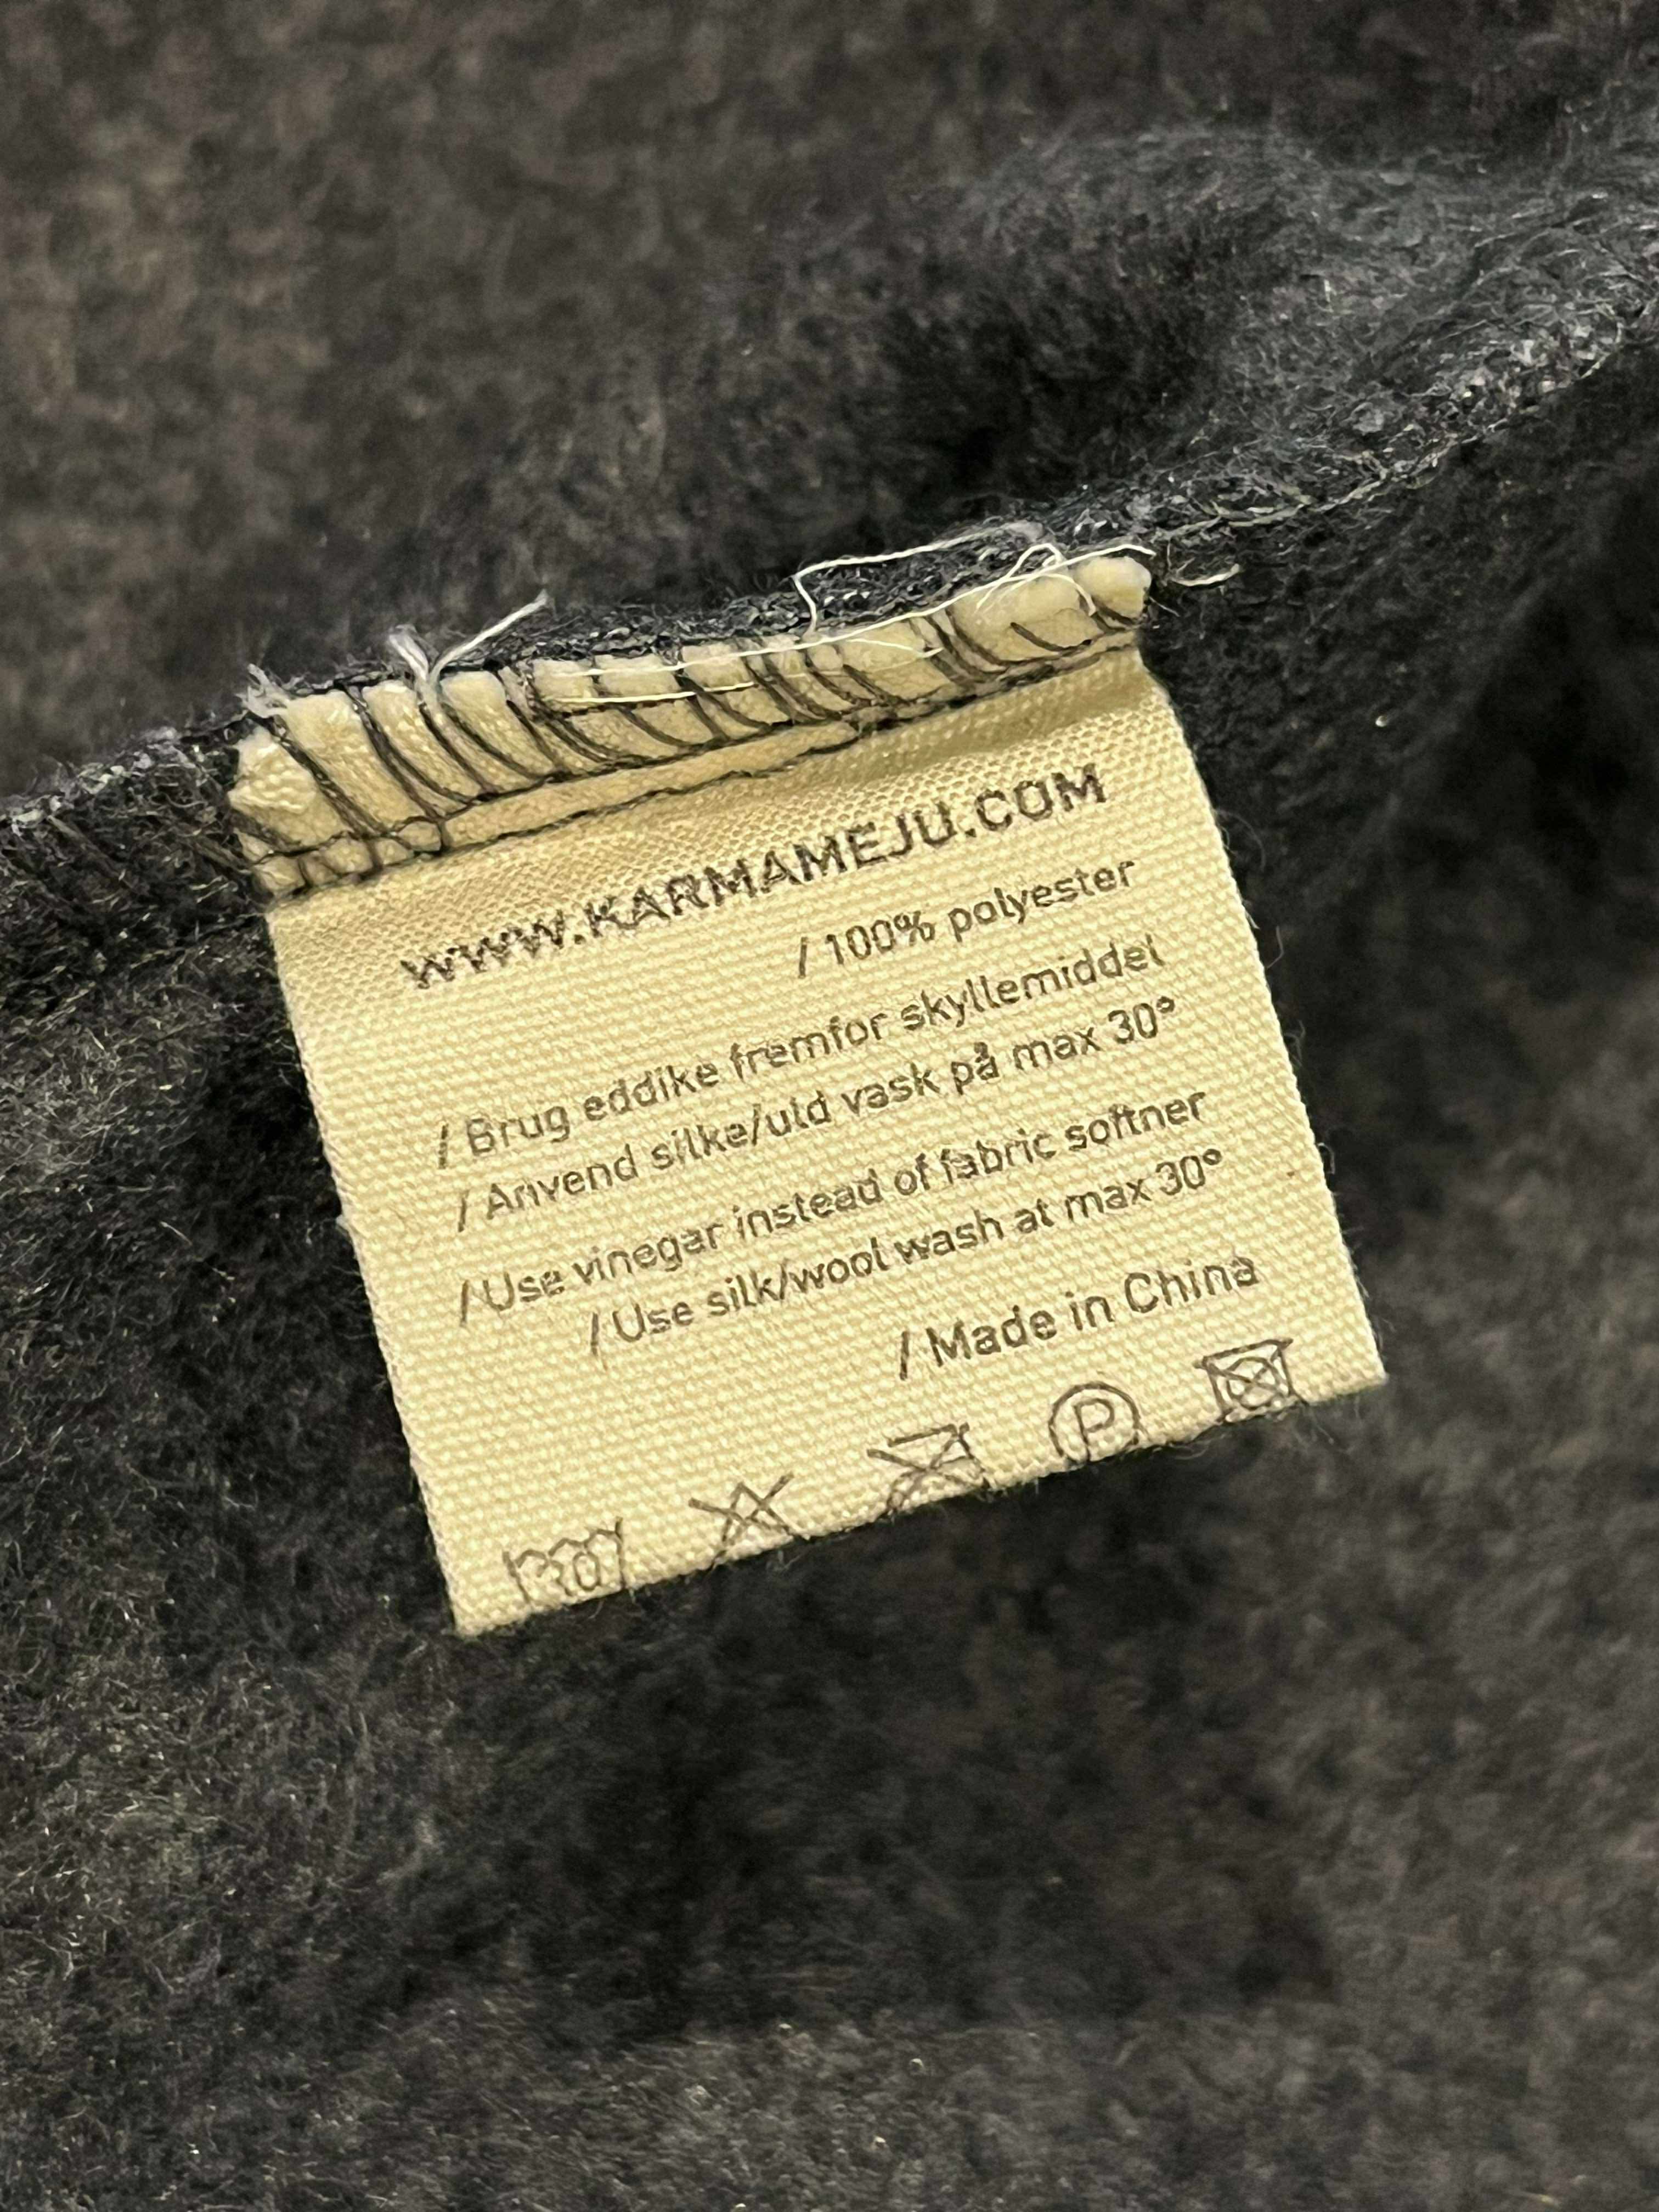 WWW.KARMAMEJU.COM
/ 100% polyester
/ Brug eddike fremfor skyllemiddel
/ Anvend silke/uld vask på max 30°
/ Use vinegar instead of fabric softner
/ Use silk/wool wash at max 30°
/ Made in China
30 P